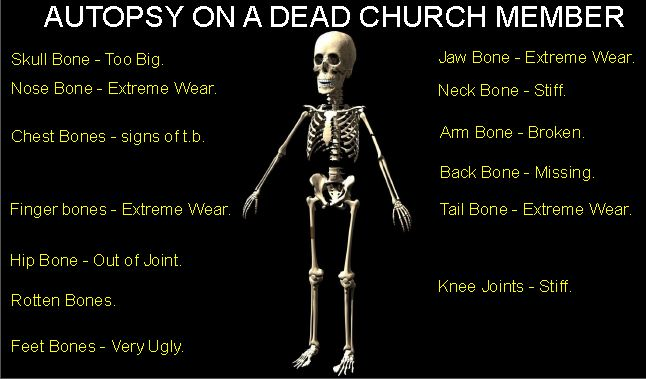 AUTOPSY ON A DEAD CHURCH MEMBER
Skull Bone - Too Big.
Nose Bone - Extreme Wear.
Chest Bones - signs of t.b.
Finger bones - Extreme Wear.
Hip Bone - Out of Joint.
Rotten Bones.
Feet Bones - Very Ugly.
Jaw Bone - Extreme Wear.
Neck Bone - Stiff.
Arm Bone - Broken.
Back Bone - Missing.
Tail Bone - Extreme Wear.
Knee Joints - Stiff.